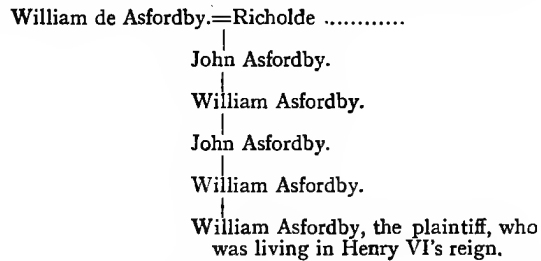 William de Asfordby.=Richolde ............
John Asfordby.
William Asfordby.
John Asfordby.
William Asfordby.
William Asfordby, the plaintiff, who
was living in Henry VI's reign.